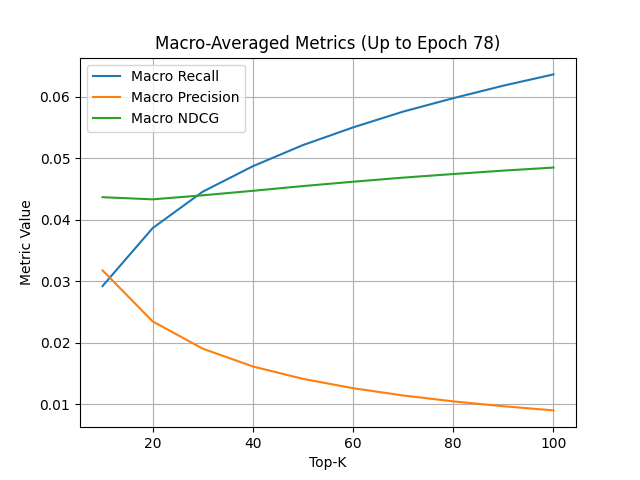 Macro-Averaged Metrics (Up to Epoch 78)
Macro Recall
Macro Precision
Macro NDCG
Metric Value
0.06
0.05
0.04
0.03
0.02
0.01
20 40 60 80 100
Top-K